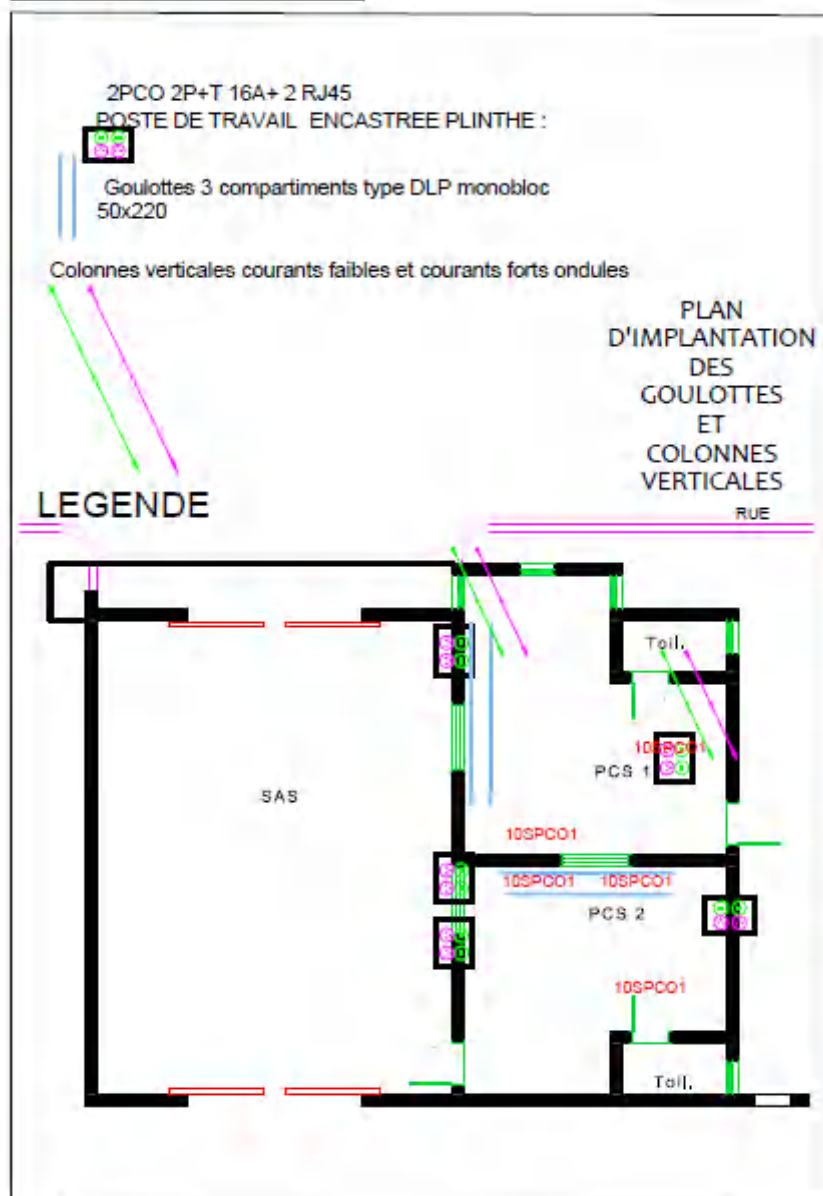 2PCO 2P+T 16A+ 2 RJ45
POSTE DE TRAVAIL ENCASTREE PLINTHE :
Goulottes 3 compartiments type DLP monobloc
50x220
Colonnes verticales courants faibles et courants forts ondules
PLAN
D'IMPLANTATION
DES
GOULOTTES
ET
COLONNES
VERTICALES
LEGENDE
RUE
Toil.
10SPCO1
PCS 1
SAS
10SPCO1
10SPCO1 10SPCO1
PCS 2
10SPCO1
Toil.